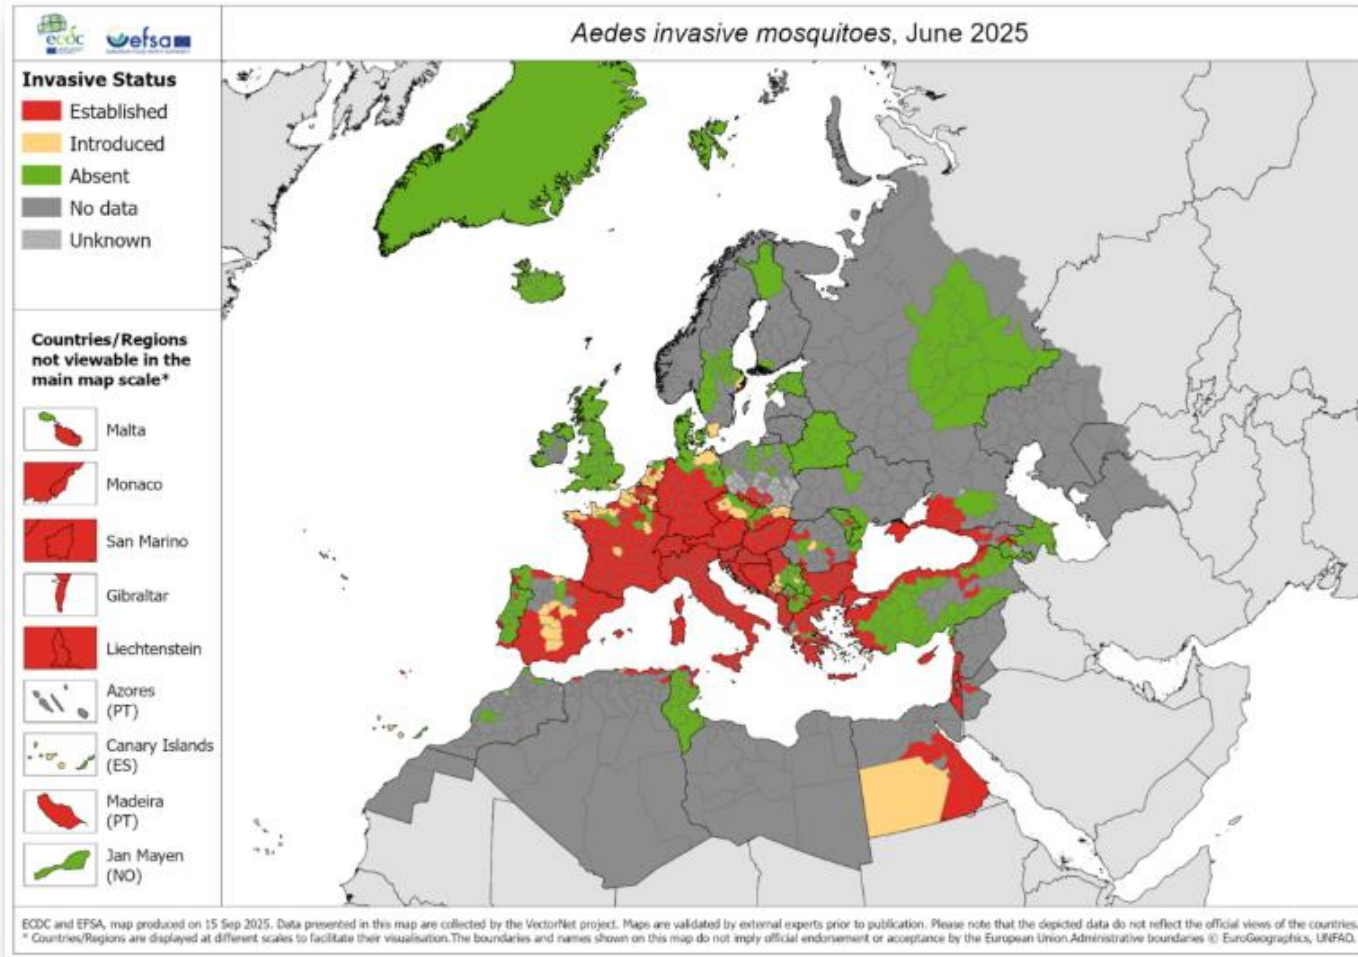 ecdc
efsa
Aedes invasive mosquitoes, June 2025
Invasive Status
Established
Introduced
Absent
No data
Unknown
Countries/Regions
not viewable in the
main map scale*
Malta
Monaco
San Marino
Gibraltar
Liechtenstein
Azores
(PT)
Canary Islands
(ES)
Madeira
(PT)
Jan Mayen
(NO)
ECDC and EFSA, map produced on 15 Sep 2025. Data presented in this map are collected by the VectorNet project. Maps are validated by external experts prior to publication. Please note that the depicted data do not reflect the official views of the countries.
* Countries/Regions are displayed at different scales to facilitate their visualisation.The boundaries and names shown on this map do not imply official endorsement or acceptance by the European Union.Administrative boundaries © EuroGeographics, UNFAO.